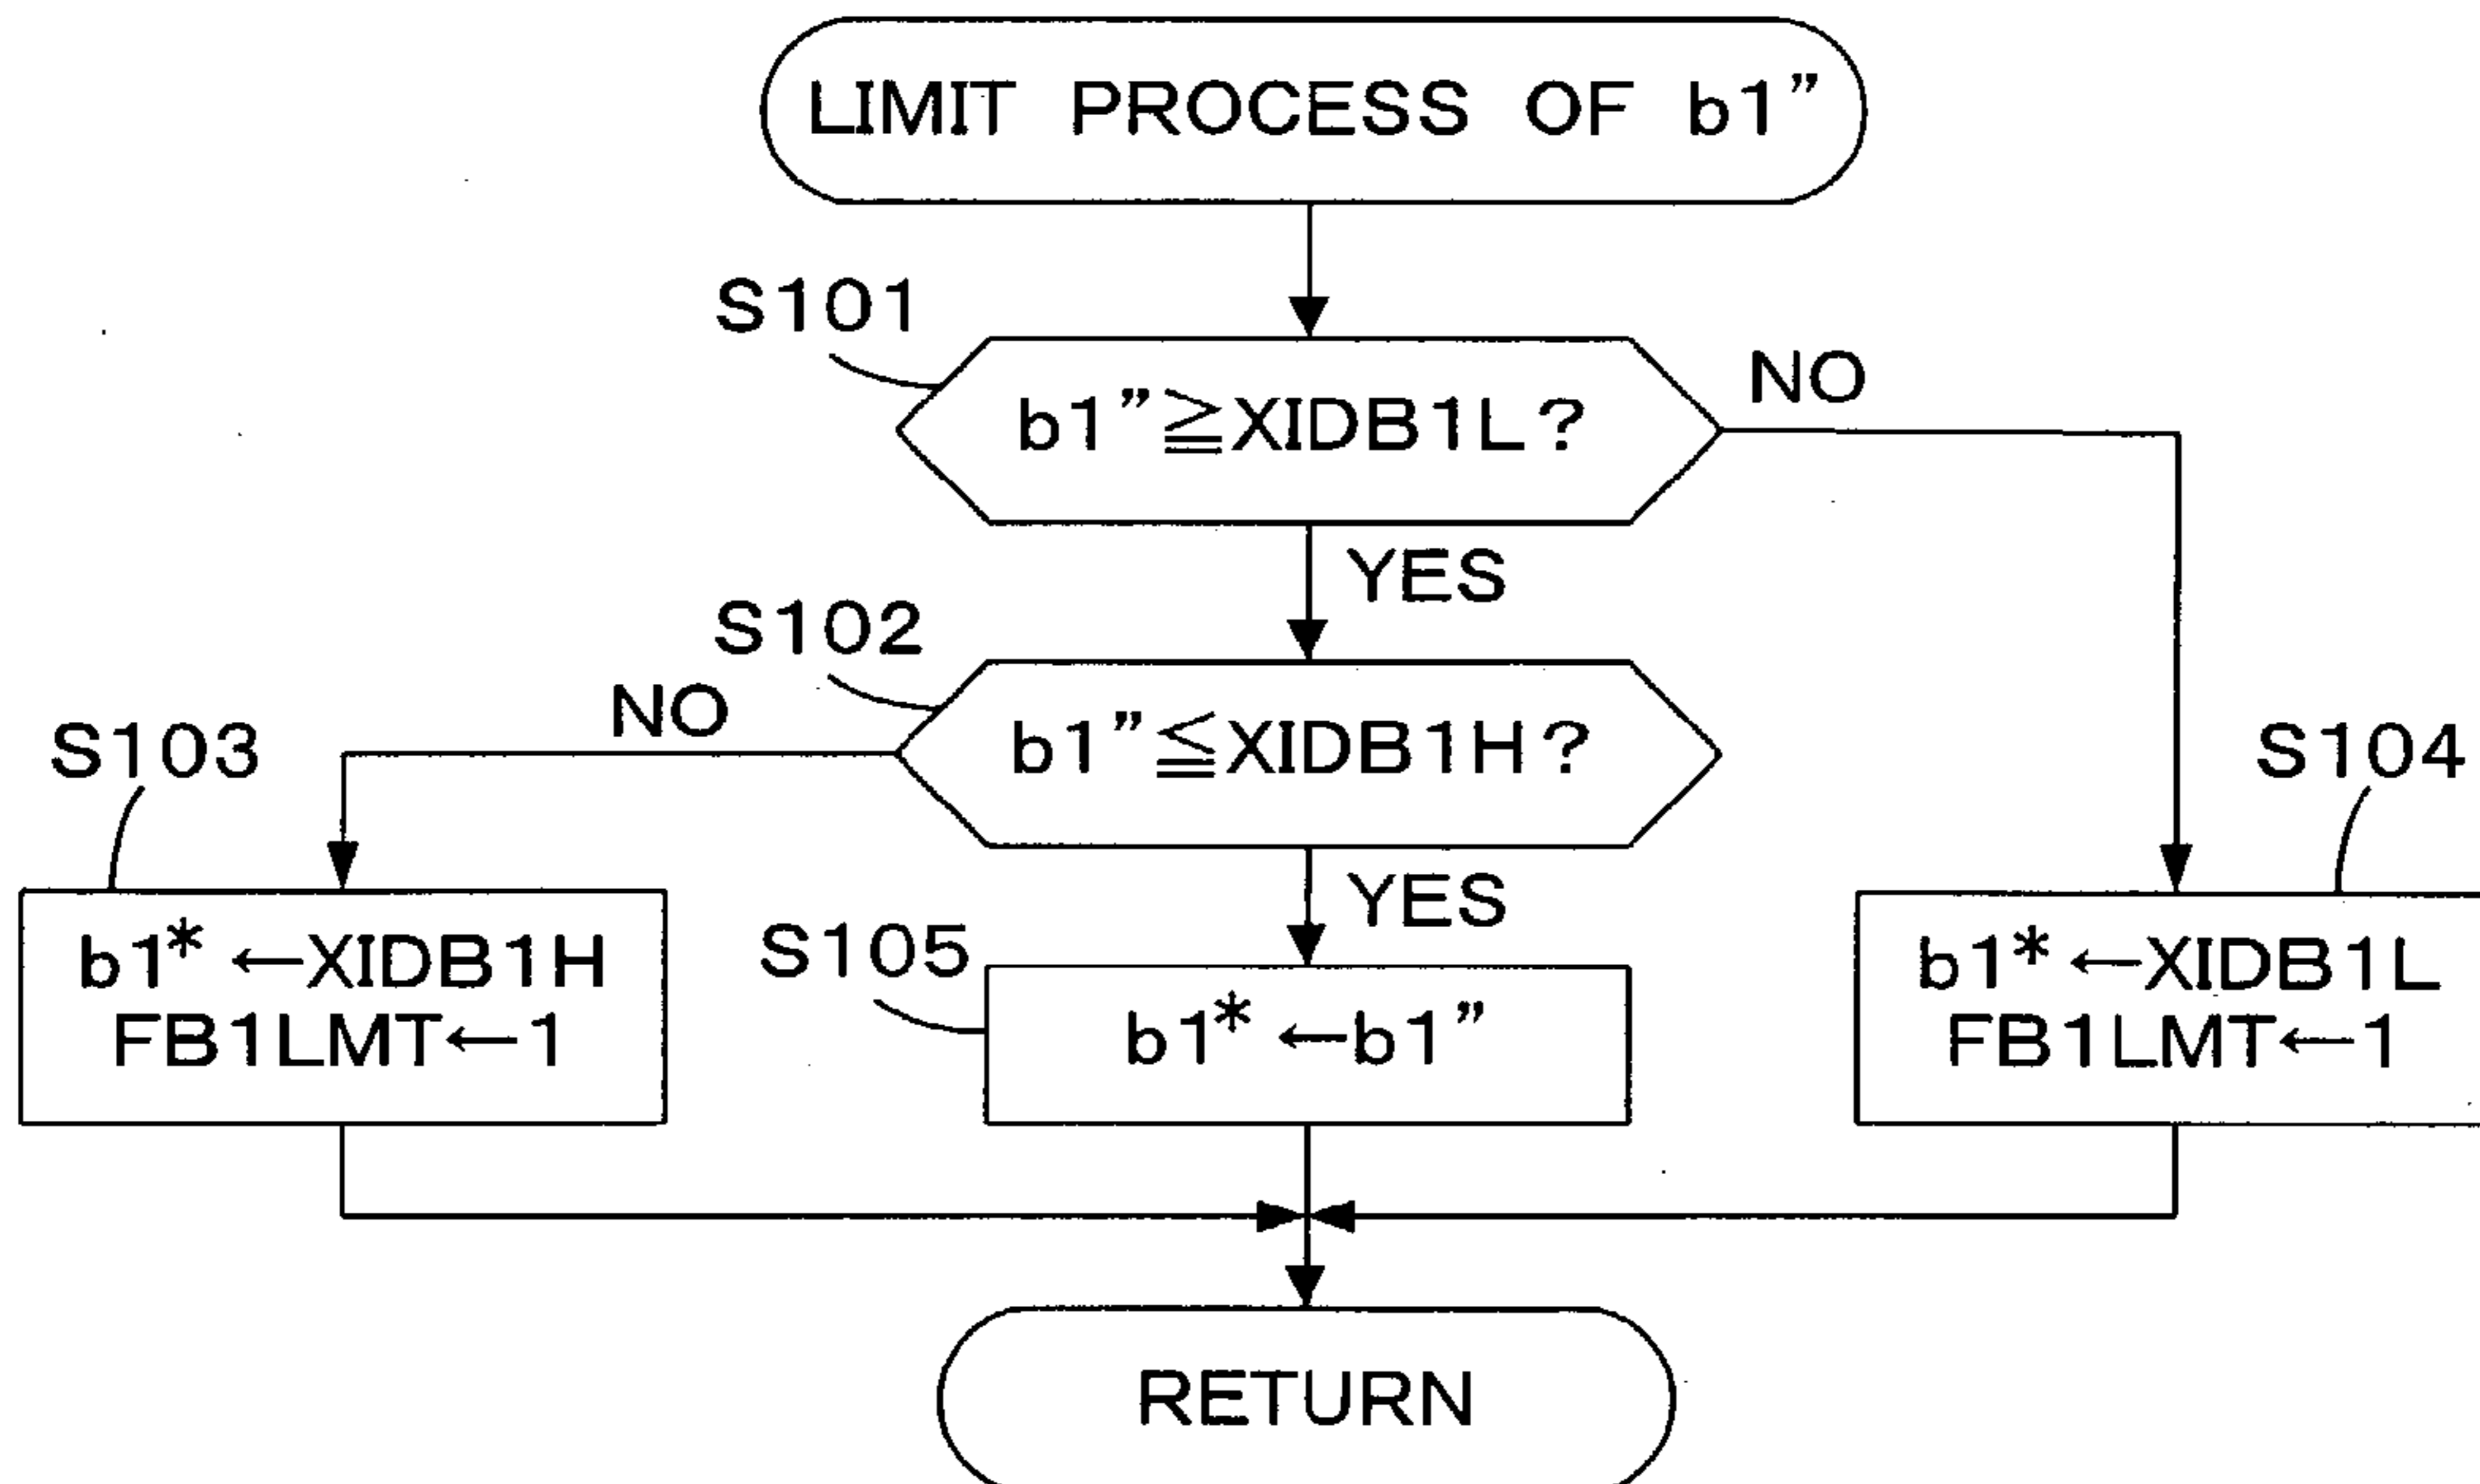 LIMIT PROCESS OF b1”
S101
b1”≧XIDB1L?
NO
YES
S102
b1”≦XIDB1H?
NO
YES
S103
b1* ←XIDB1H
FB1LMT←1
S105
b1* ←b1”
S104
b1* ←XIDB1L
FB1LMT←1
RETURN